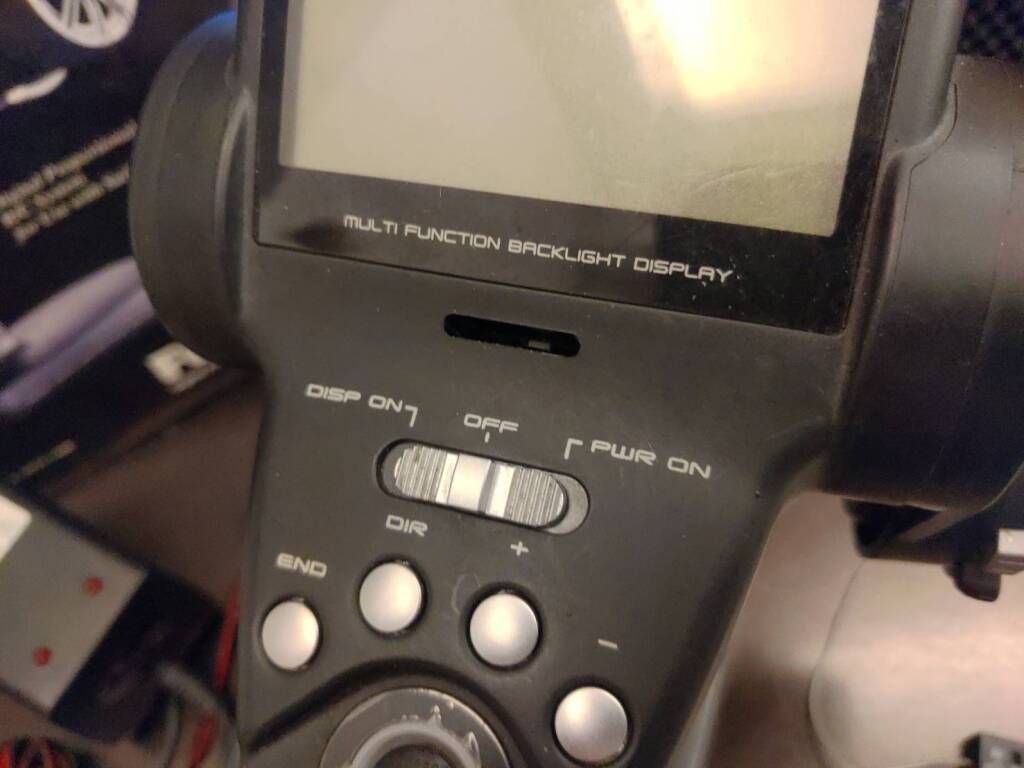 MULTI FUNCTION BACKLIGHT DISPLAY
DISP ON
OFF
PWR ON
DIR
+
END
-